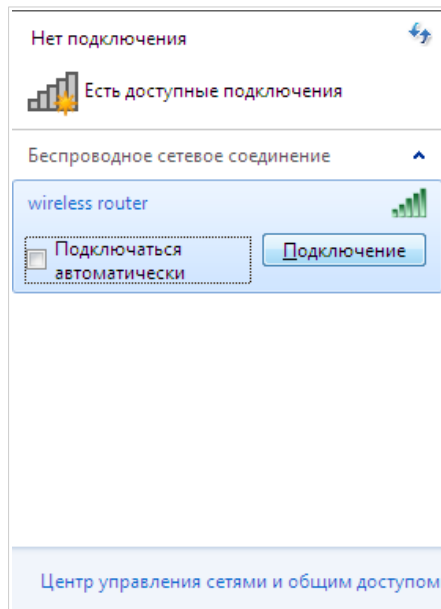 Нет подключения
Есть доступные подключения
Беспроводное сетевое соединение
wireless router
Подключаться
автоматически
Подключение
Центр управления сетями и общим доступом